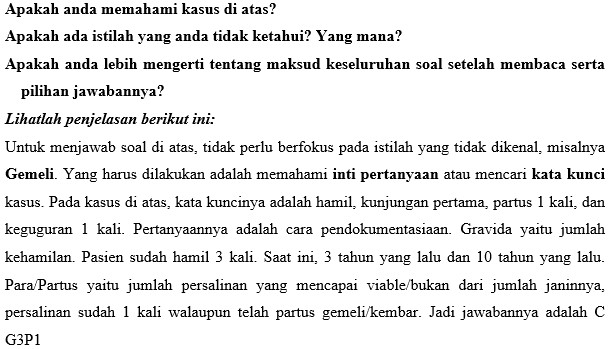 Apakah anda memahami kasus di atas?
Apakah ada istilah yang anda tidak ketahui? Yang mana?
Apakah anda lebih mengerti tentang maksud keseluruhan soal setelah membaca serta
pilihan jawabannya?
Lihatlah penjelasan berikut ini:
Untuk menjawab soal di atas, tidak perlu berfokus pada istilah yang tidak dikenal, misalnya
Gemeli. Yang harus dilakukan adalah memahami inti pertanyaan atau mencari kata kunci
kasus. Pada kasus di atas, kata kuncinya adalah hamil, kunjungan pertama, partus 1 kali, dan
keguguran 1 kali. Pertanyaannya adalah cara pendokumentasiaan. Gravida yaitu jumlah
kehamilan. Pasien sudah hamil 3 kali. Saat ini, 3 tahun yang lalu dan 10 tahun yang lalu.
Para/Partus yaitu jumlah persalinan yang mencapai viable/bukan dari jumlah janinnya,
persalinan sudah 1 kali walaupun telah partus gemeli/kembar. Jadi jawabannya adalah C
G3P1